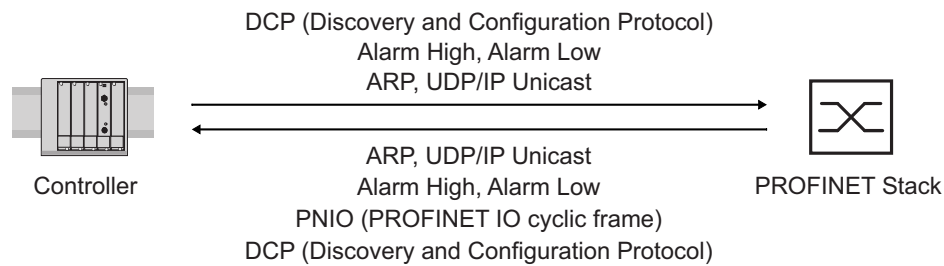 DCP (Discovery and Configuration Protocol)
Alarm High, Alarm Low
ARP, UDP/IP Unicast
ARP, UDP/IP Unicast
Controller
Alarm High, Alarm Low
PROFINET Stack
PNIO (PROFINET IO cyclic frame)
DCP (Discovery and Configuration Protocol)